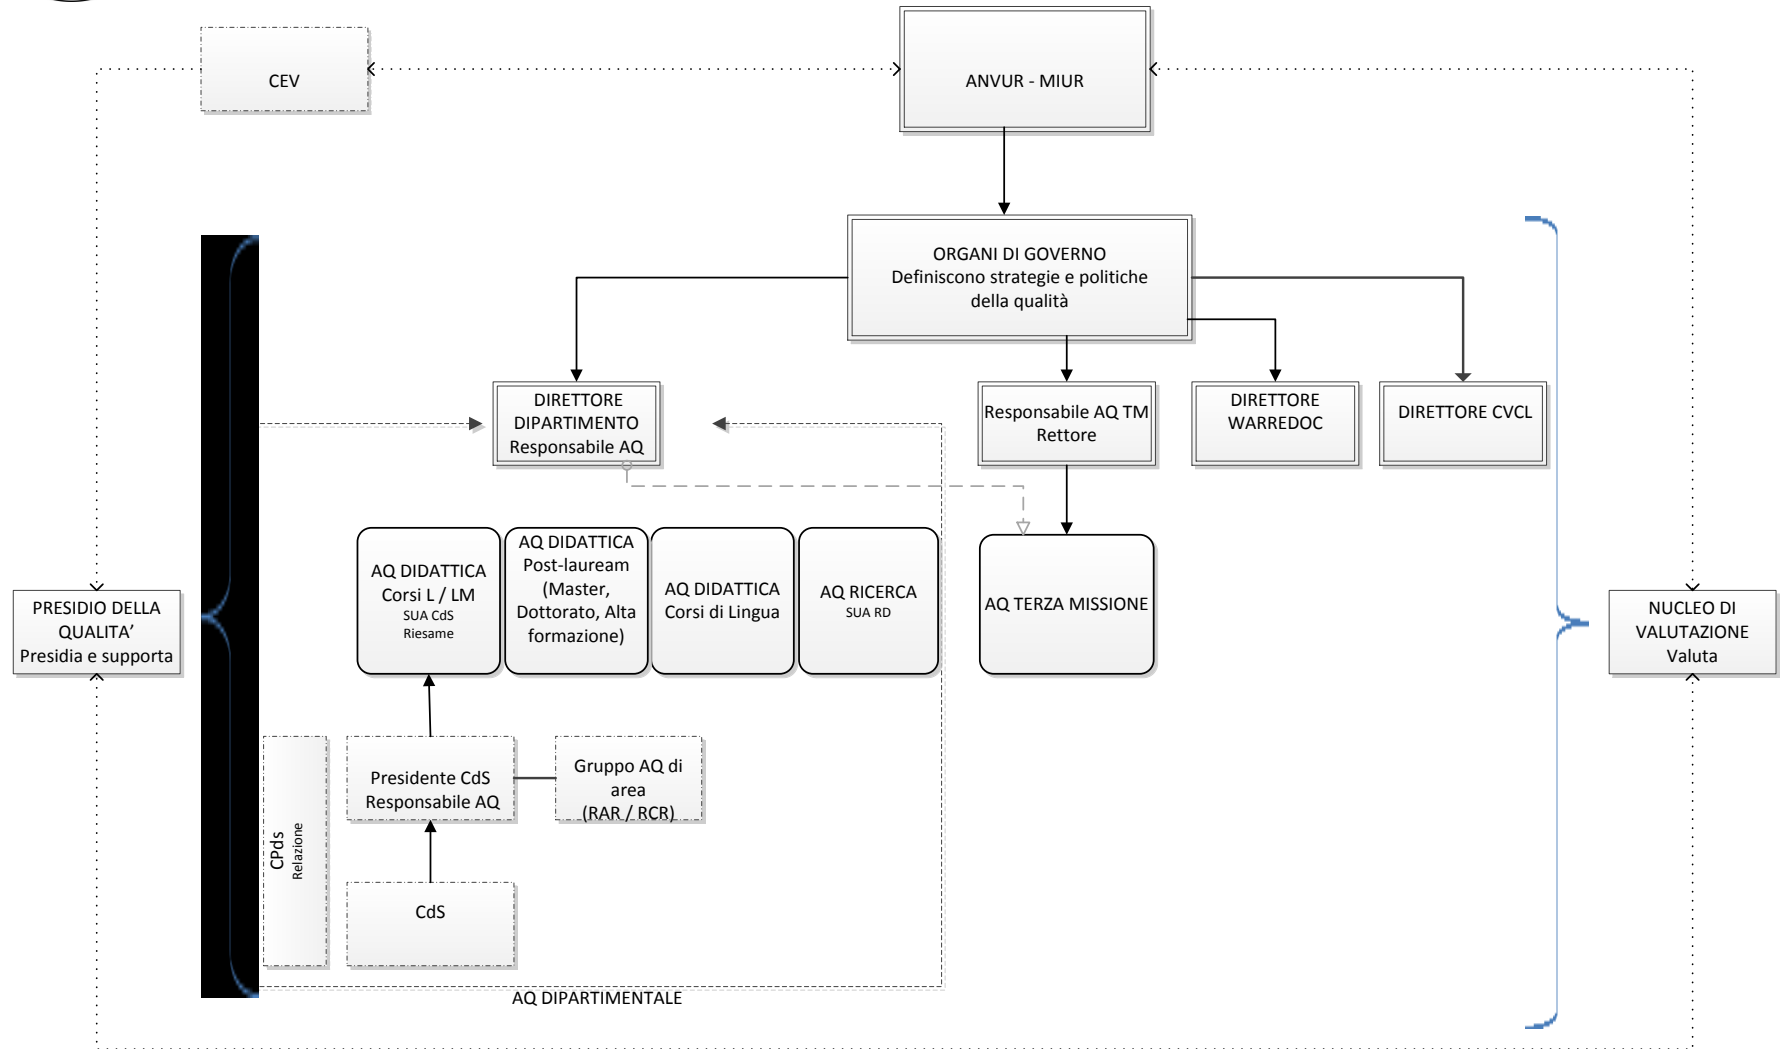 CEV
ANVUR - MIUR
ORGANI DI GOVERNO
Definiscono strategie e politiche
della qualità
DIRETTORE
DIPARTIMENTO
Responsabile AQ
Responsabile AQ TM
Rettore
DIRETTORE
WARREDOC
DIRETTORE CVCL
AQ DIDATTICA
Corsi L / LM
SUA CdS
Riesame
AQ DIDATTICA
Post-lauream
(Master,
Dottorato, Alta
formazione)
AQ DIDATTICA
Corsi di Lingua
AQ RICERCA
SUA RD
AQ TERZA MISSIONE
PRESIDIO DELLA
QUALITA’
Presidia e supporta
NUCLEO DI
VALUTAZIONE
Valuta
CPds
Relazione
Presidente CdS
Responsabile AQ
Gruppo AQ di
area
(RAR / RCR)
CdS
AQ DIPARTIMENTALE